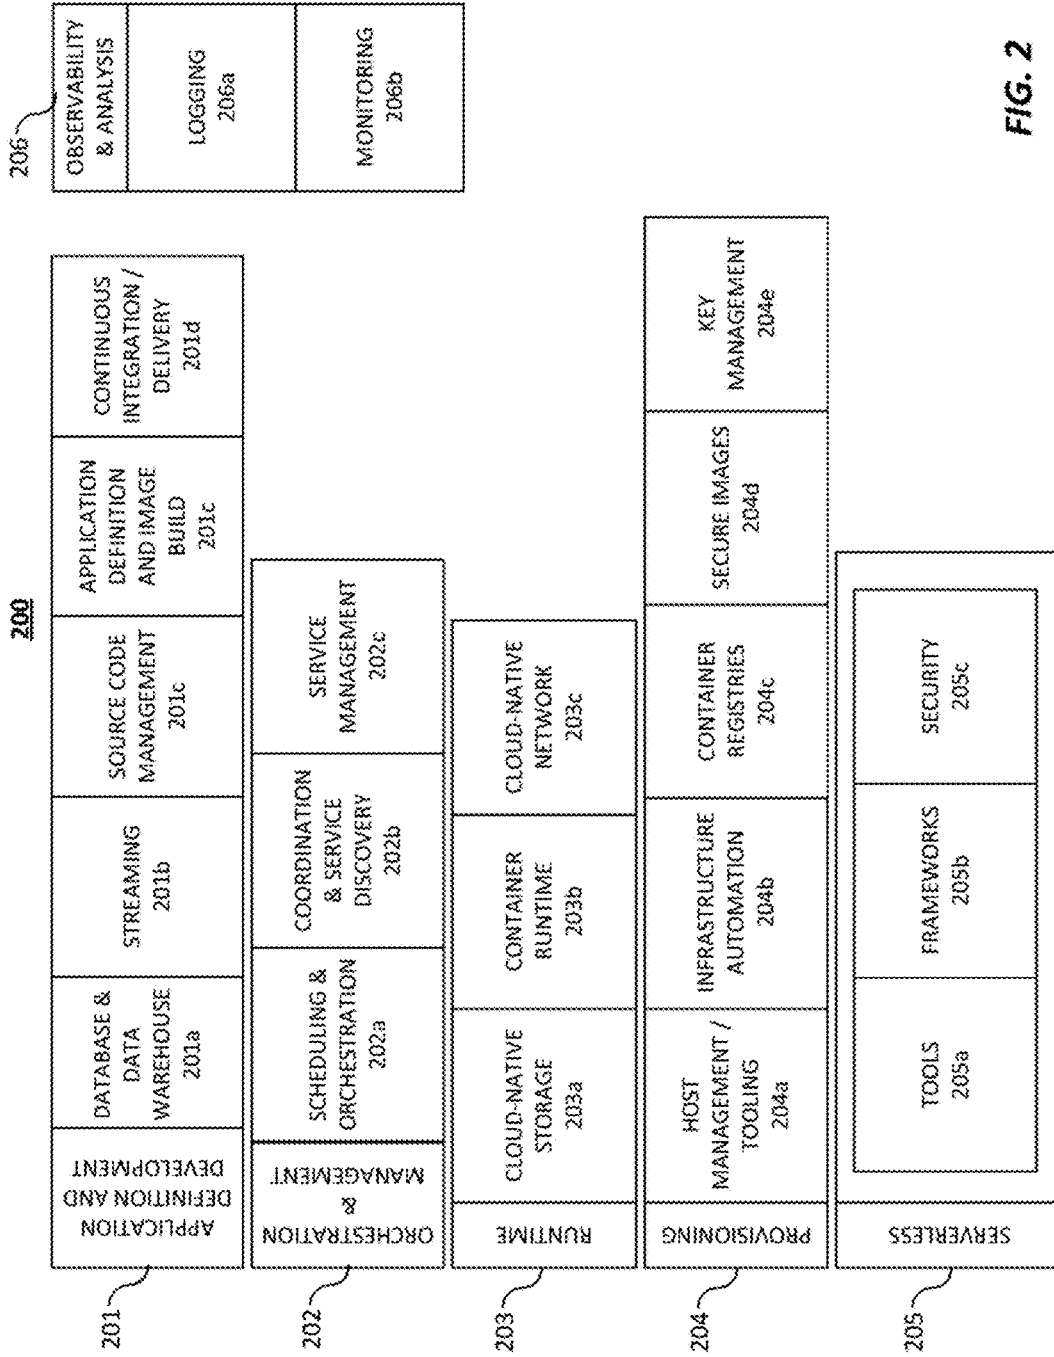 200
206
OBSERVABILITY
& ANALYSIS
LOGGING
206a
MONITORING
206b
201
APPLICATION
DEFINITION AND
DEVELOPMENT
DATABASE &
DATA
WAREHOUSE
201a
STREAMING
201b
SOURCE CODE
MANAGEMENT
201c
APPLICATION
DEFINITION
AND IMAGE
BUILD
201c
CONTINUOUS
INTEGRATION /
DELIVERY
201d
202
ORCHESTRATION
&
MANAGEMENT
SCHEDULING &
ORCHESTRATION
202a
COORDINATION
& SERVICE
DISCOVERY
202b
SERVICE
MANAGEMENT
202c
203
RUNTIME
CLOUD-NATIVE
STORAGE
203a
CONTAINER
RUNTIME
203b
CLOUD-NATIVE
NETWORK
203c
204
PROVISIONING
HOST
MANAGEMENT /
TOOLING
204a
INFRASTRUCTURE
AUTOMATION
204b
CONTAINER
REGISTRIES
204c
SECURE IMAGES
204d
KEY
MANAGEMENT
204e
205
SERVERLESS
TOOLS
205a
FRAMEWORKS
205b
SECURITY
205c
FIG. 2